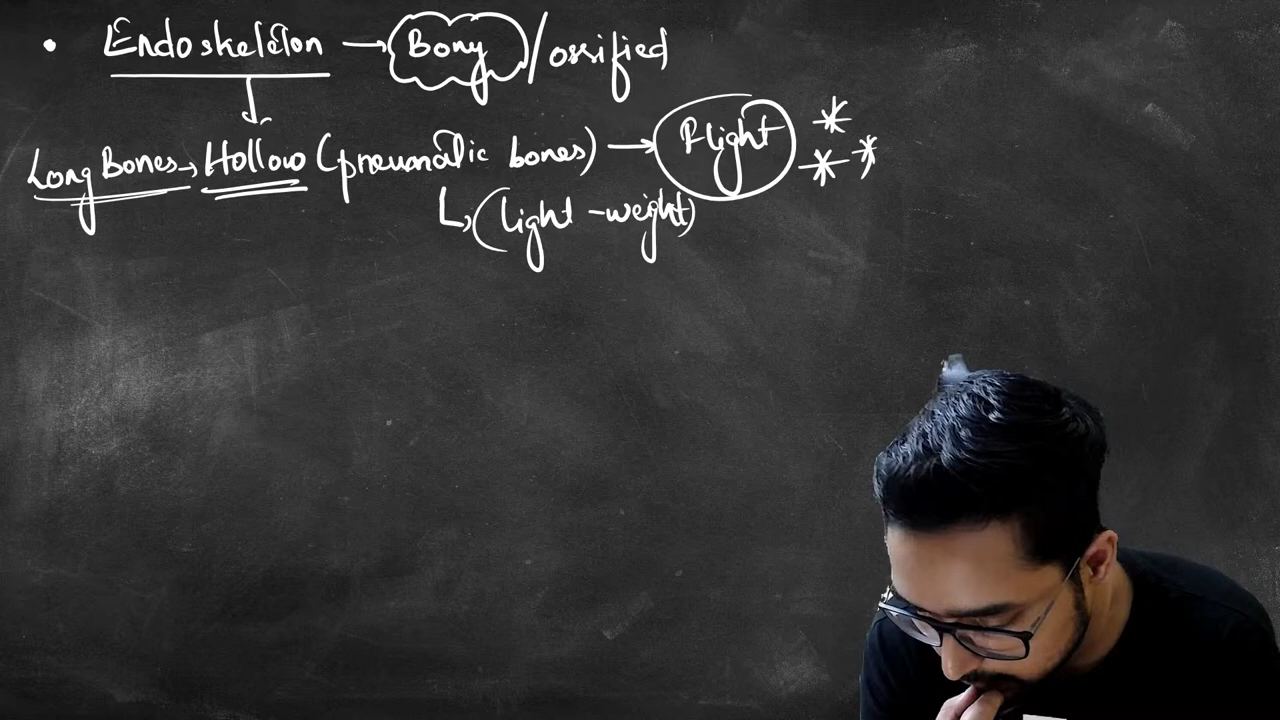 • Endoskeleton → Bony / ossified
Long Bones → Hollow (pneumatic bones) → Flight ***
↳ (light-weight)